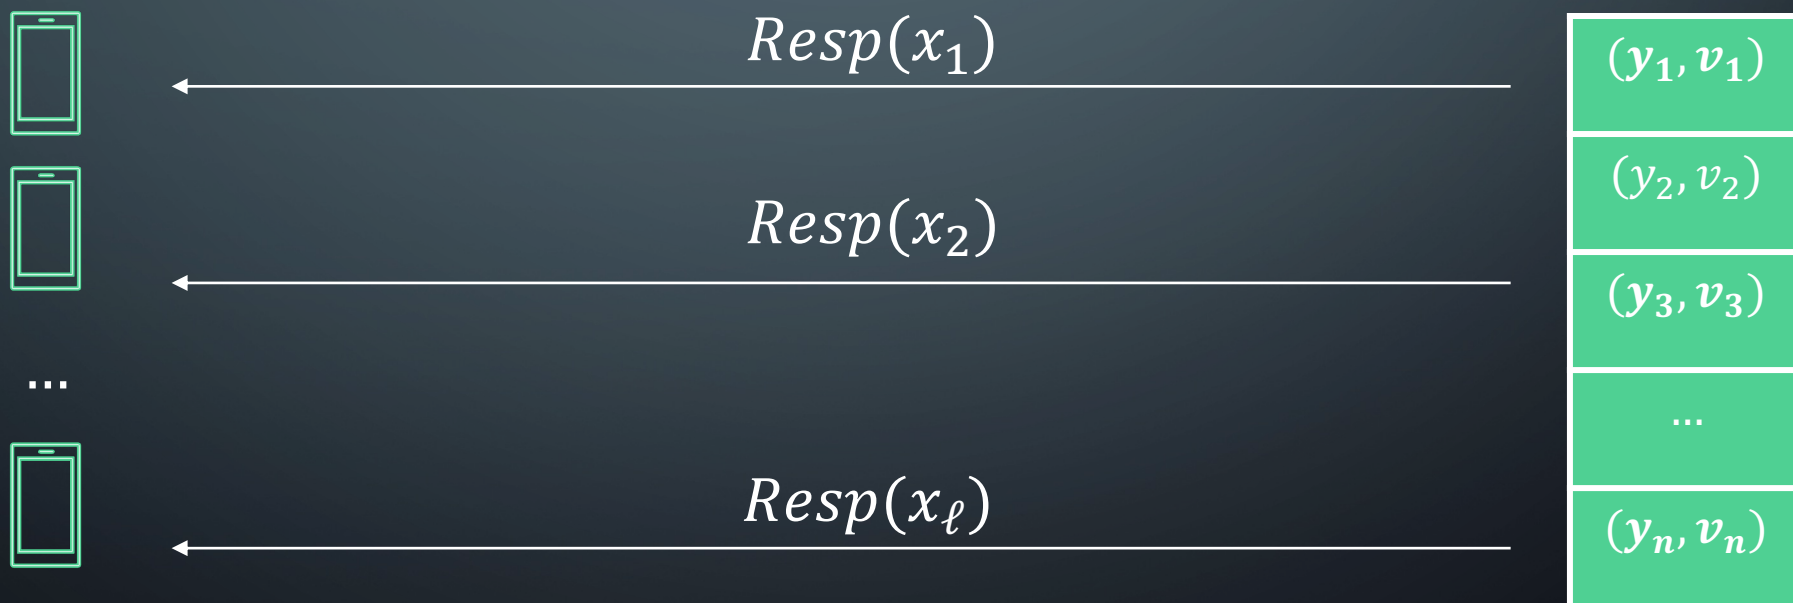 Resp(x₁)
(y₁, v₁)
(y₂, v₂)
Resp(x₂)
(y₃, v₃)
...
...
Resp(x_ℓ)
(yₙ, vₙ)